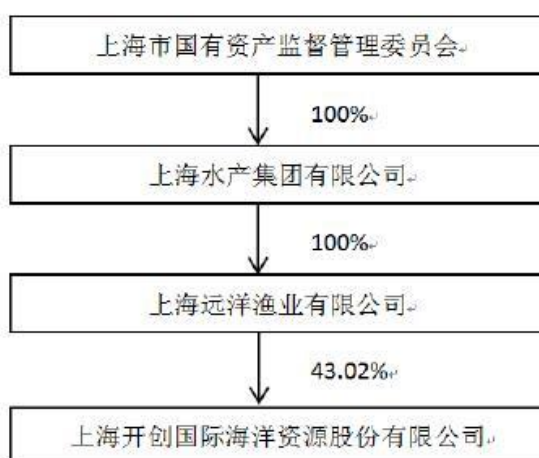 上海市国有资产监督管理委员会
100%
上海水产集团有限公司
100%
上海远洋渔业有限公司
43.02%
上海开创国际海洋资源股份有限公司